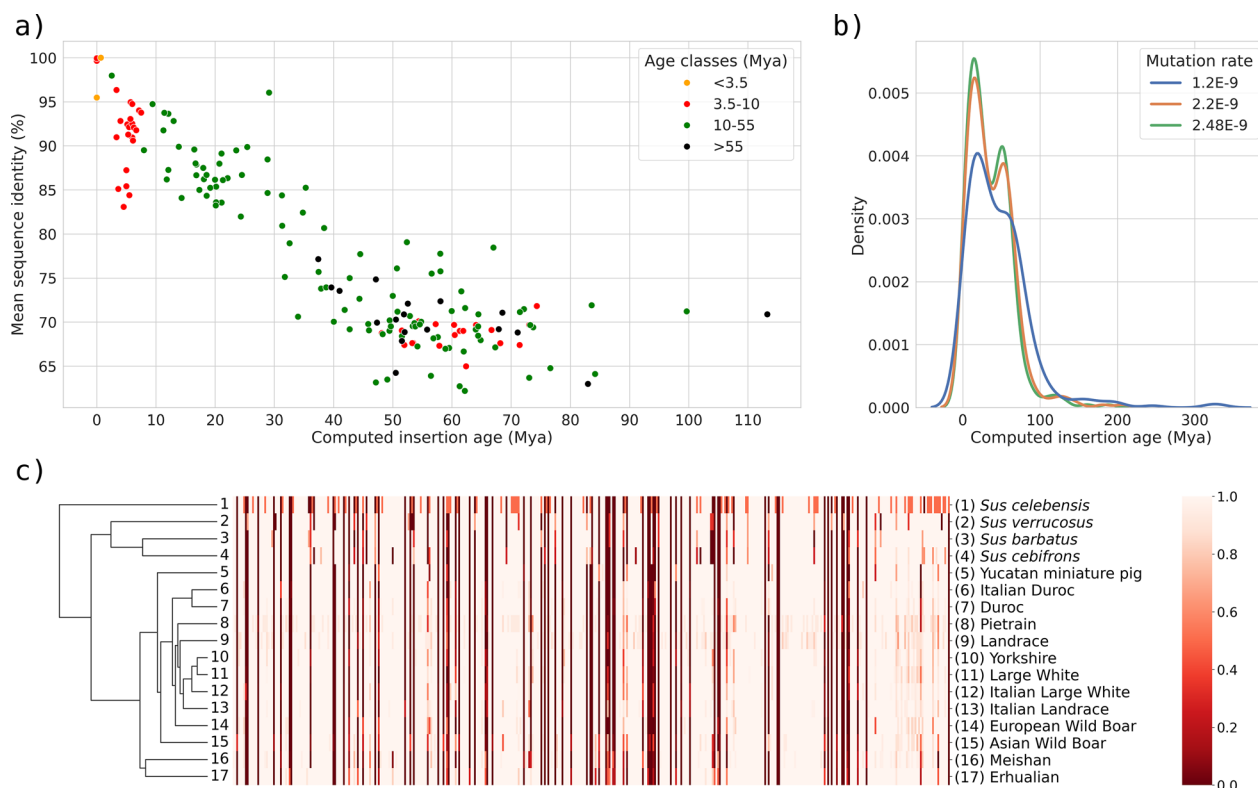 a)
Age classes (Mya)
<3.5
3.5-10
10-55
>55
100
95
90
85
80
75
70
65
Mean sequence identity (%)
0 10 20 30 40 50 60 70 80 90 100 110
Computed insertion age (Mya)
b)
Mutation rate
1.2E-9
2.2E-9
2.48E-9
0.005
0.004
0.003
0.002
0.001
0.000
Density
0 100 200 300
Computed insertion age (Mya)
c)
1 (1) Sus celebensis
2 (2) Sus verrucosus
3 (3) Sus barbatus
4 (4) Sus cebifrons
5 (5) Yucatan miniature pig
6 (6) Italian Duroc
7 (7) Duroc
8 (8) Pietrain
9 (9) Landrace
10 (10) Yorkshire
11 (11) Large White
12 (12) Italian Large White
13 (13) Italian Landrace
14 (14) European Wild Boar
15 (15) Asian Wild Boar
16 (16) Meishan
17 (17) Erhualian
1.0
0.8
0.6
0.4
0.2
0.0